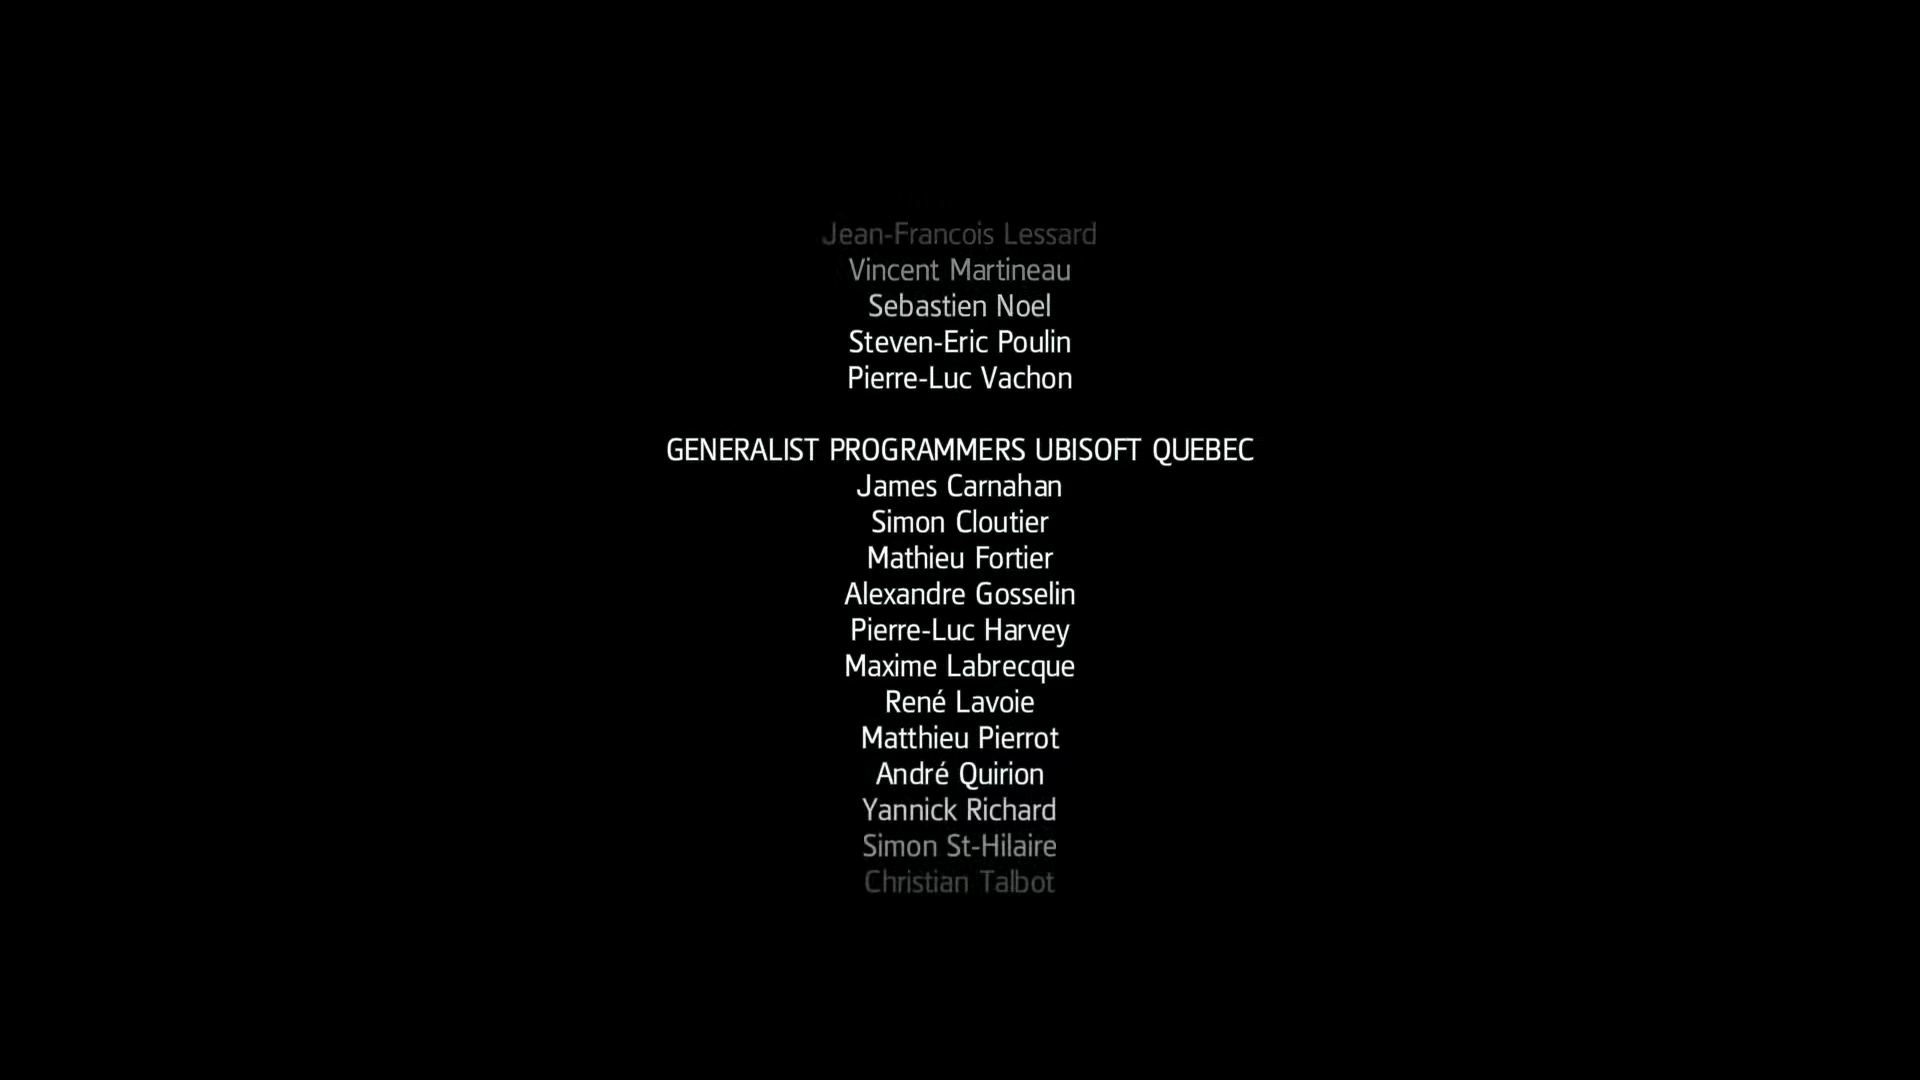 Jean-Francois Lessard
Vincent Martineau
Sebastien Noel
Steven-Eric Poulin
Pierre-Luc Vachon
GENERALIST PROGRAMMERS UBISOFT QUEBEC
James Carnahan
Simon Cloutier
Mathieu Fortier
Alexandre Gosselin
Pierre-Luc Harvey
Maxime Labrecque
René Lavoie
Matthieu Pierrot
André Quirion
Yannick Richard
Simon St-Hilaire
Christian Talbot